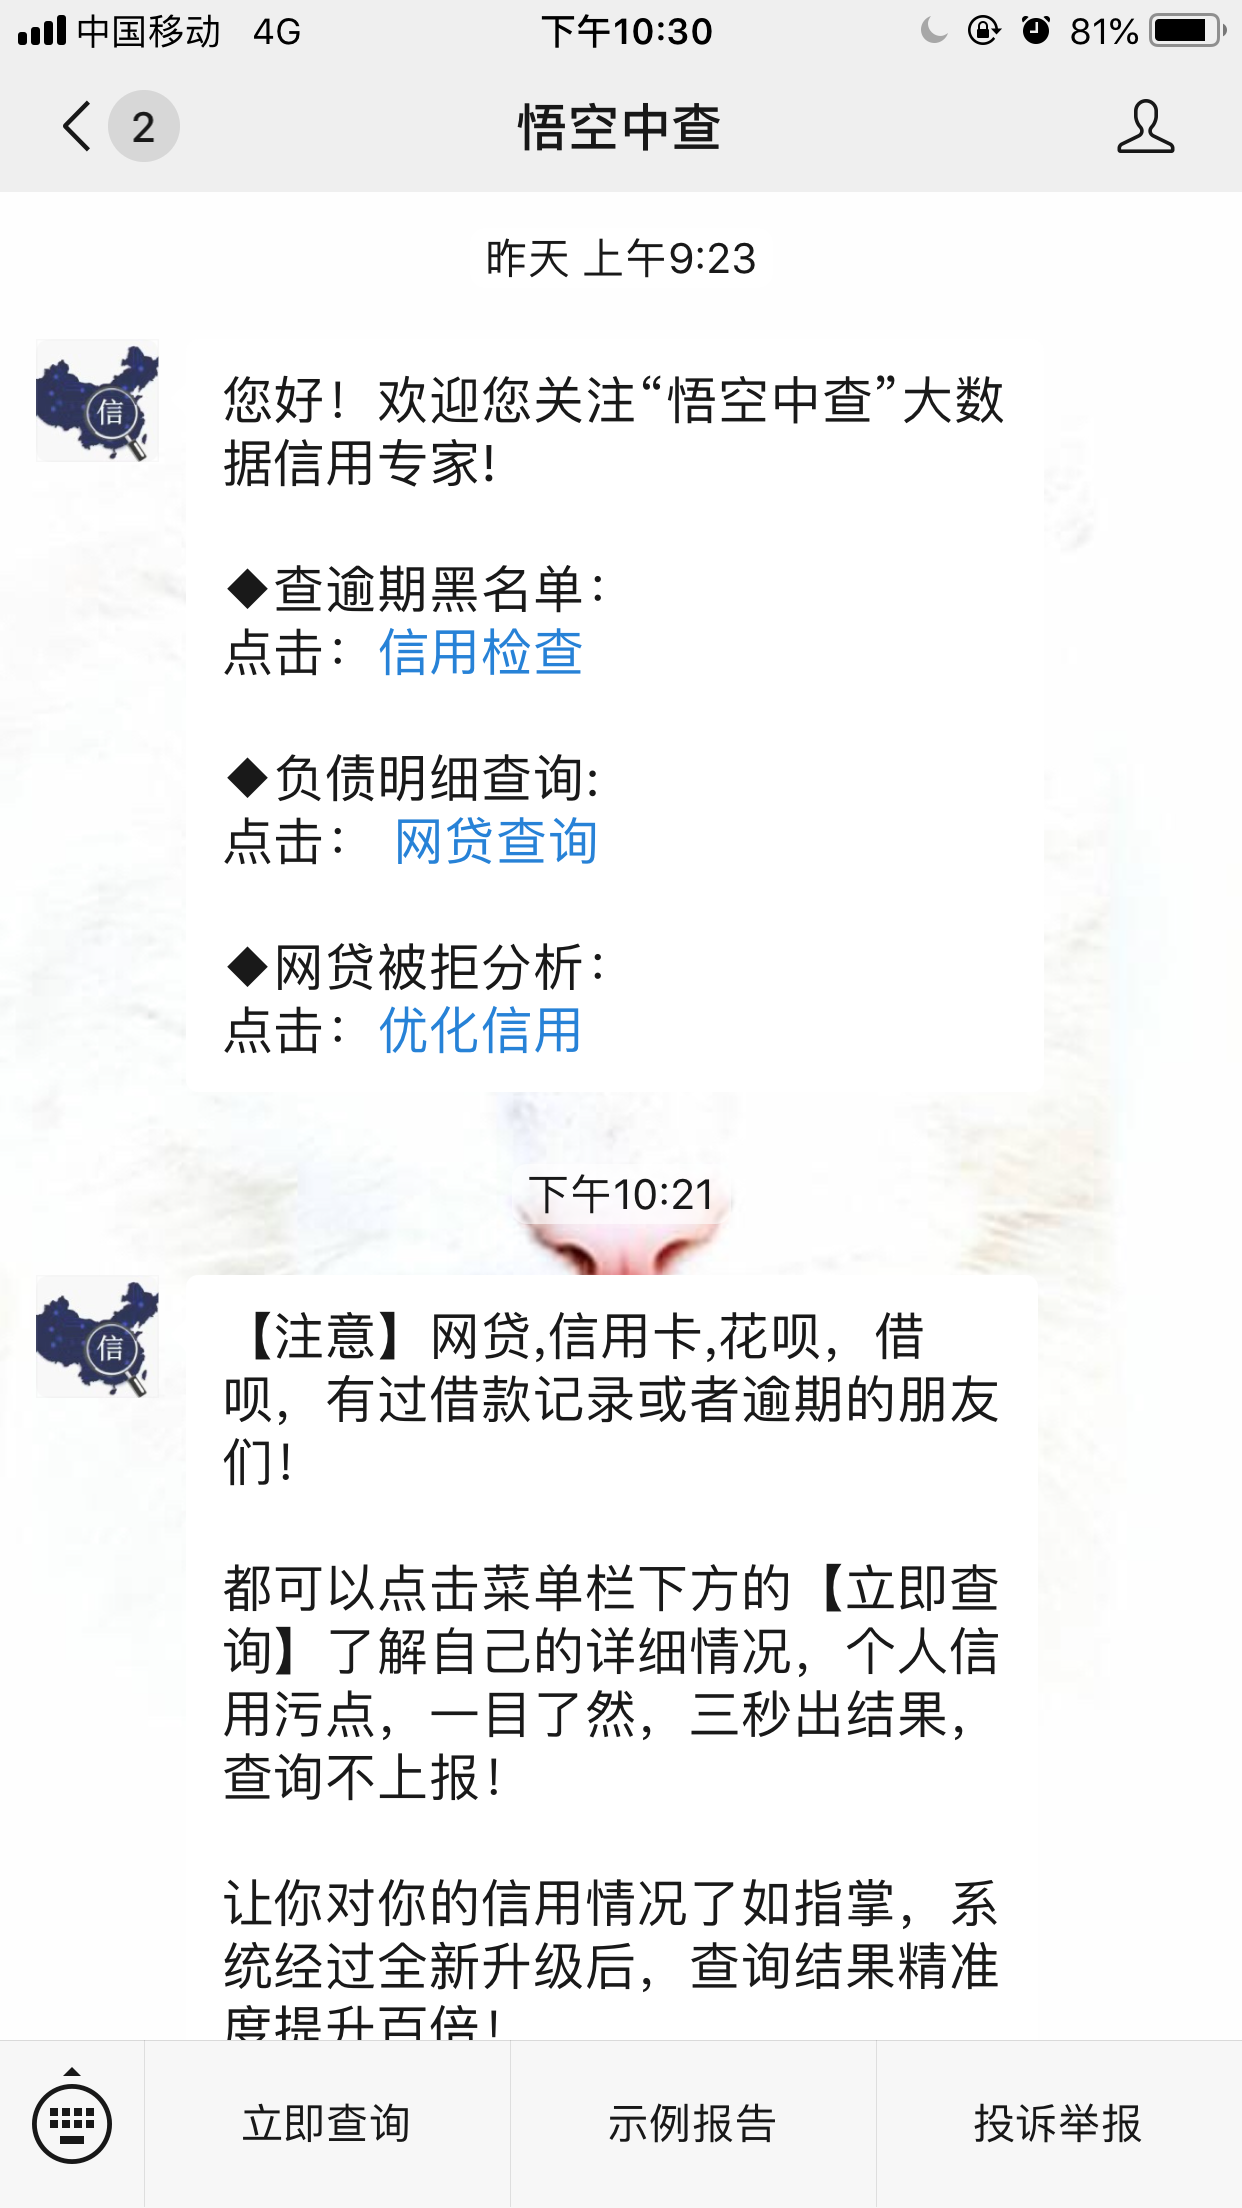 中国移动 4G 下午10:30 81%
2 悟空中查
昨天 上午9:23
信
您好！欢迎您关注“悟空中查”大数
据信用专家!
◆查逾期黑名单：
点击：信用检查
◆负债明细查询:
点击： 网贷查询
◆网贷被拒分析：
点击：优化信用
下午10:21
信
【注意】网贷,信用卡,花呗，借
呗，有过借款记录或者逾期的朋友
们！
都可以点击菜单栏下方的【立即查
询】了解自己的详细情况，个人信
用污点，一目了然，三秒出结果，
查询不上报！
让你对你的信用情况了如指掌，系
统经过全新升级后，查询结果精准
度提升百倍！
立即查询 示例报告 投诉举报